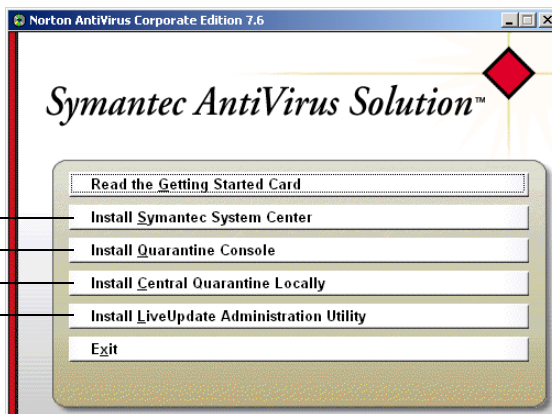 Norton AntiVirus Corporate Edition 7.6
Symantec AntiVirus Solution™
Read the Getting Started Card
Install Symantec System Center
Install Quarantine Console
Install Central Quarantine Locally
Install LiveUpdate Administration Utility
Exit